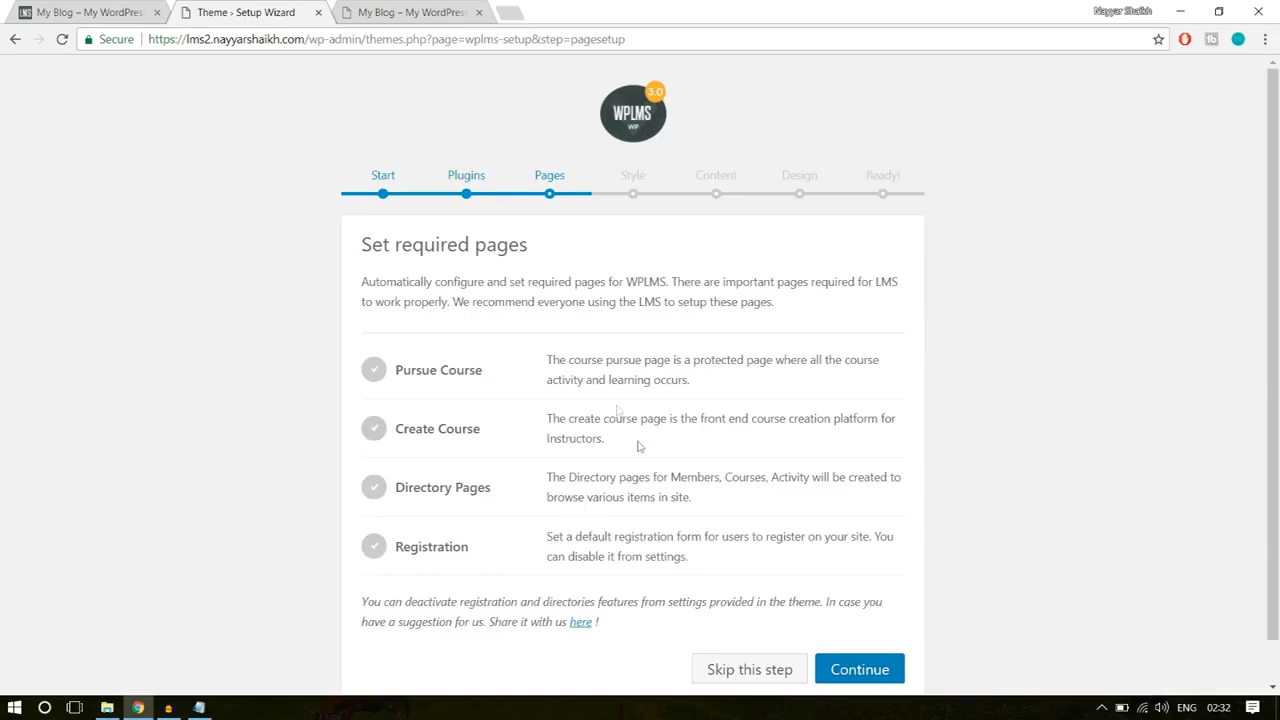 My Blog – My WordPress
Theme › Setup Wizard
My Blog – My WordPress
Nayyar Shaikh
Secure
https://lms2.nayyarshaikh.com/wp-admin/themes.php?page=wplms-setup&step=pagesetup
3.0
WPLMS
WP
Start
Plugins
Pages
Style
Content
Design
Ready!
Set required pages
Automatically configure and set required pages for WPLMS. There are important pages required for LMS
to work properly. We recommend everyone using the LMS to setup these pages.
Pursue Course
The course pursue page is a protected page where all the course
activity and learning occurs.
Create Course
The create course page is the front end course creation platform for
Instructors.
Directory Pages
The Directory pages for Members, Courses, Activity will be created to
browse various items in site.
Registration
Set a default registration form for users to register on your site. You
can disable it from settings.
You can deactivate registration and directories features from settings provided in the theme. In case you
have a suggestion for us. Share it with us here !
Skip this step
Continue
ENG
02:32